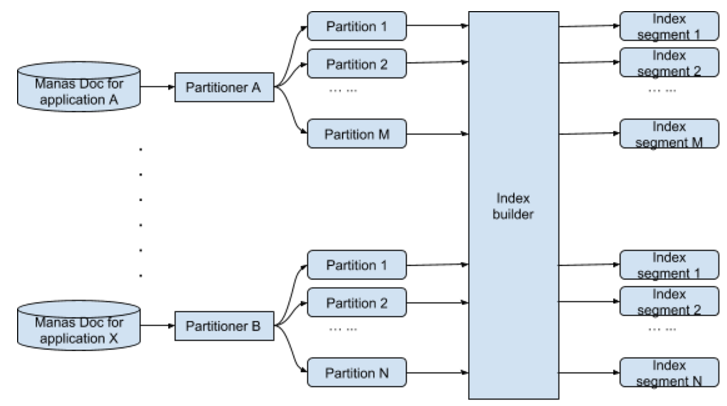 Manas Doc for
application A
Partitioner A
Partition 1
Partition 2
... ...
Partition M
Index
builder
Index
segment 1
Index
segment 2
... ...
Index
segment M
Manas Doc for
application X
Partitioner B
Partition 1
Partition 2
... ...
Partition N
Index
segment 1
Index
segment 2
... ...
Index
segment N